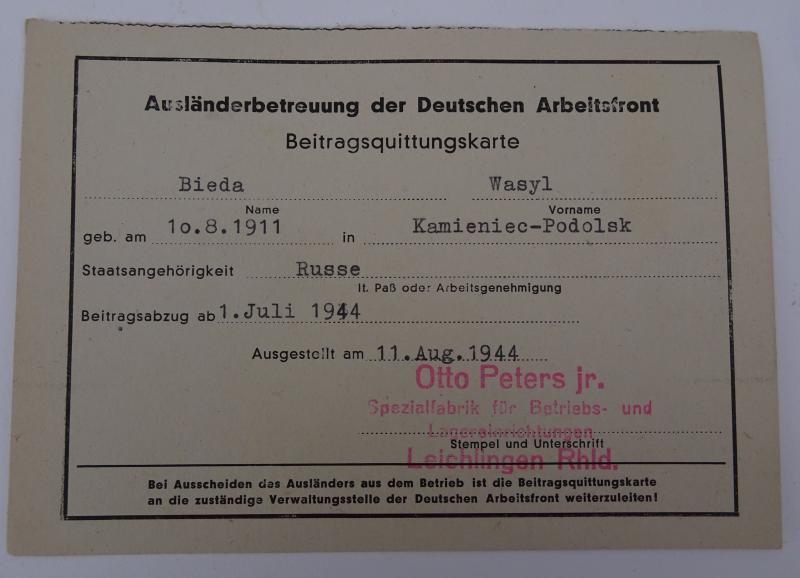 Ausländerbetreuung der Deutschen Arbeitsfront
Beitragsquittungskarte
Bieda Wasyl
Name Vorname
geb. am 10.8.1911 in Kamieniec-Podolsk
Staatsangehörigkeit Russe
lt. Paß oder Arbeitsgenehmigung
Beitragsabzug ab 1.Juli 1944
Ausgestellt am 11.Aug.1944
Otto Peters jr.
Spezialfabrik für Betriebs- und
Lagereinrichtungen
Stempel und Unterschrift
Leichlingen Rhld.
Bei Ausscheiden des Ausländers aus dem Betrieb ist die Beitragsquittungskarte
an die zuständige Verwaltungsstelle der Deutschen Arbeitsfront weiterzuleiten!